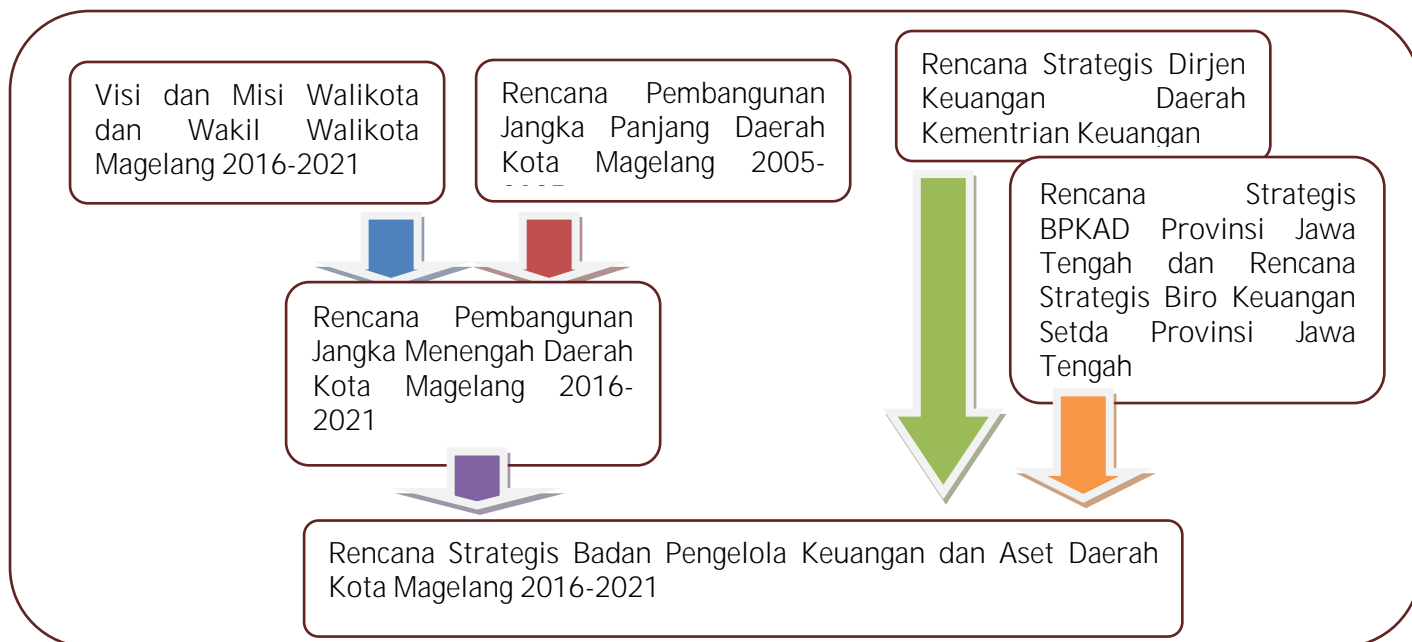 Visi dan Misi Walikota
dan Wakil Walikota
Magelang 2016-2021
Rencana Pembangunan
Jangka Panjang Daerah
Kota Magelang 2005-
Rencana Strategis Dirjen
Keuangan Daerah
Kementrian Keuangan
Rencana Strategis
BPKAD Provinsi Jawa
Tengah dan Rencana
Strategis Biro Keuangan
Setda Provinsi Jawa
Tengah
Rencana Pembangunan
Jangka Menengah Daerah
Kota Magelang 2016-
2021
Rencana Strategis Badan Pengelola Keuangan dan Aset Daerah
Kota Magelang 2016-2021